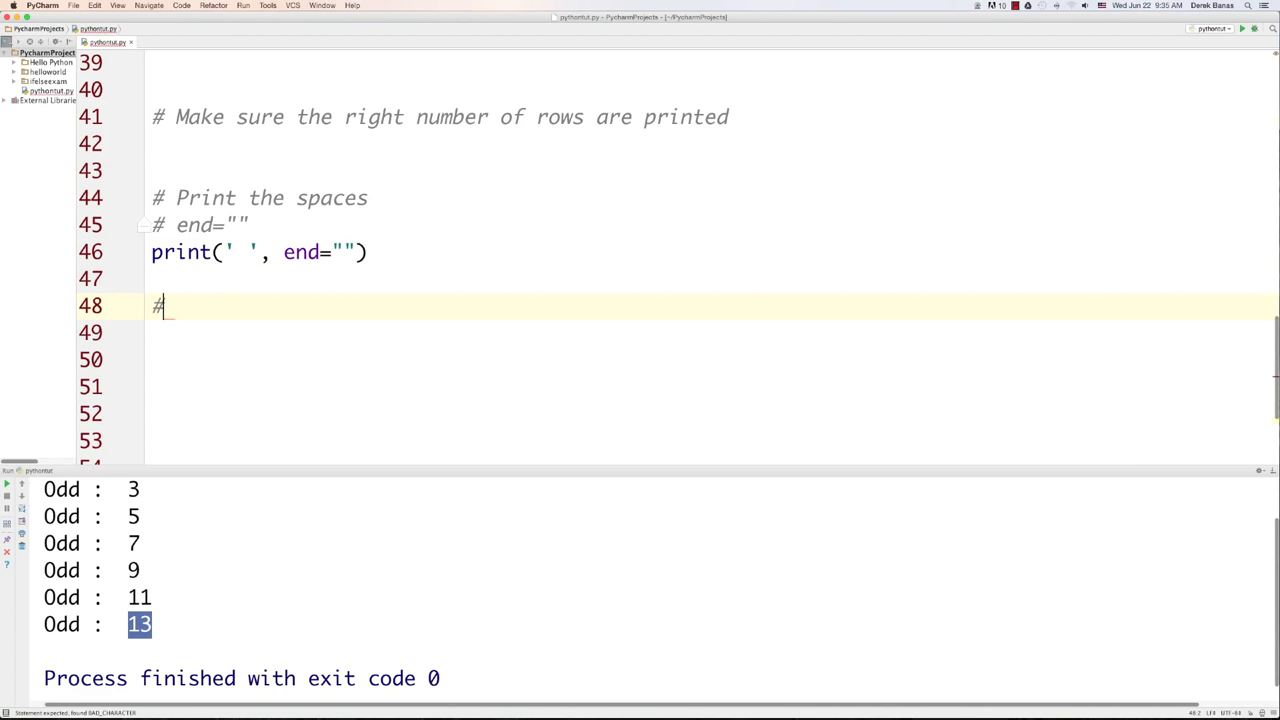 PyCharm File Edit View Navigate Code Refactor Run Tools VCS Window Help
10 Wed Jun 22 9:35 AM Derek Banas
pythontut.py - PycharmProjects - [~/PycharmProjects]
PycharmProjects pythontut.py
pythontut
pythontut.py
PycharmProject
Hello Python
helloworld
ifelseexam
pythontut.py
External Librarie
39
40
41 # Make sure the right number of rows are printed
42
43
44 # Print the spaces
45 # end=""
46 print(' ', end="")
47
48 #
49
50
51
52
53
54
Run pythontut
Odd : 3
Odd : 5
Odd : 7
Odd : 9
Odd : 11
Odd : 13
Process finished with exit code 0
Statement expected, found BAD_CHARACTER
48:2 LF÷ UTF-8÷